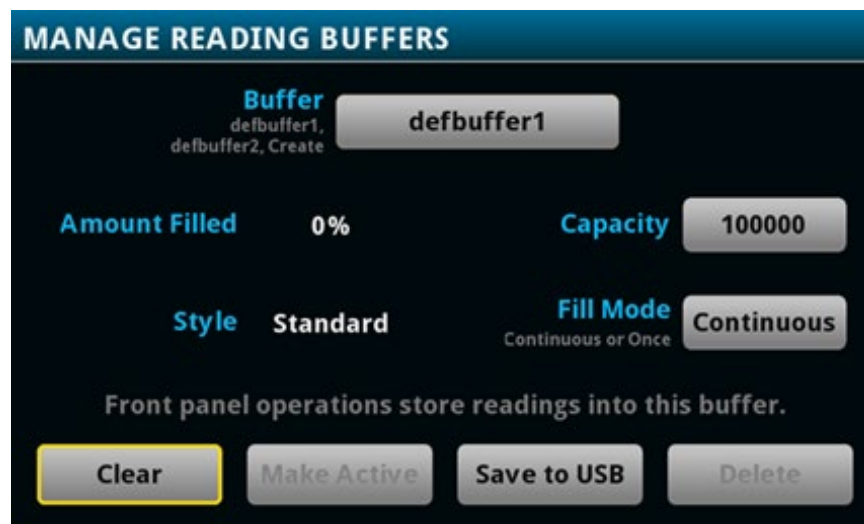 MANAGE READING BUFFERS
Buffer
defbuffer1,
defbuffer2, Create
defbuffer1
Amount Filled 0% Capacity 100000
Style Standard Fill Mode
Continuous or Once
Continuous
Front panel operations store readings into this buffer.
Clear Make Active Save to USB Delete